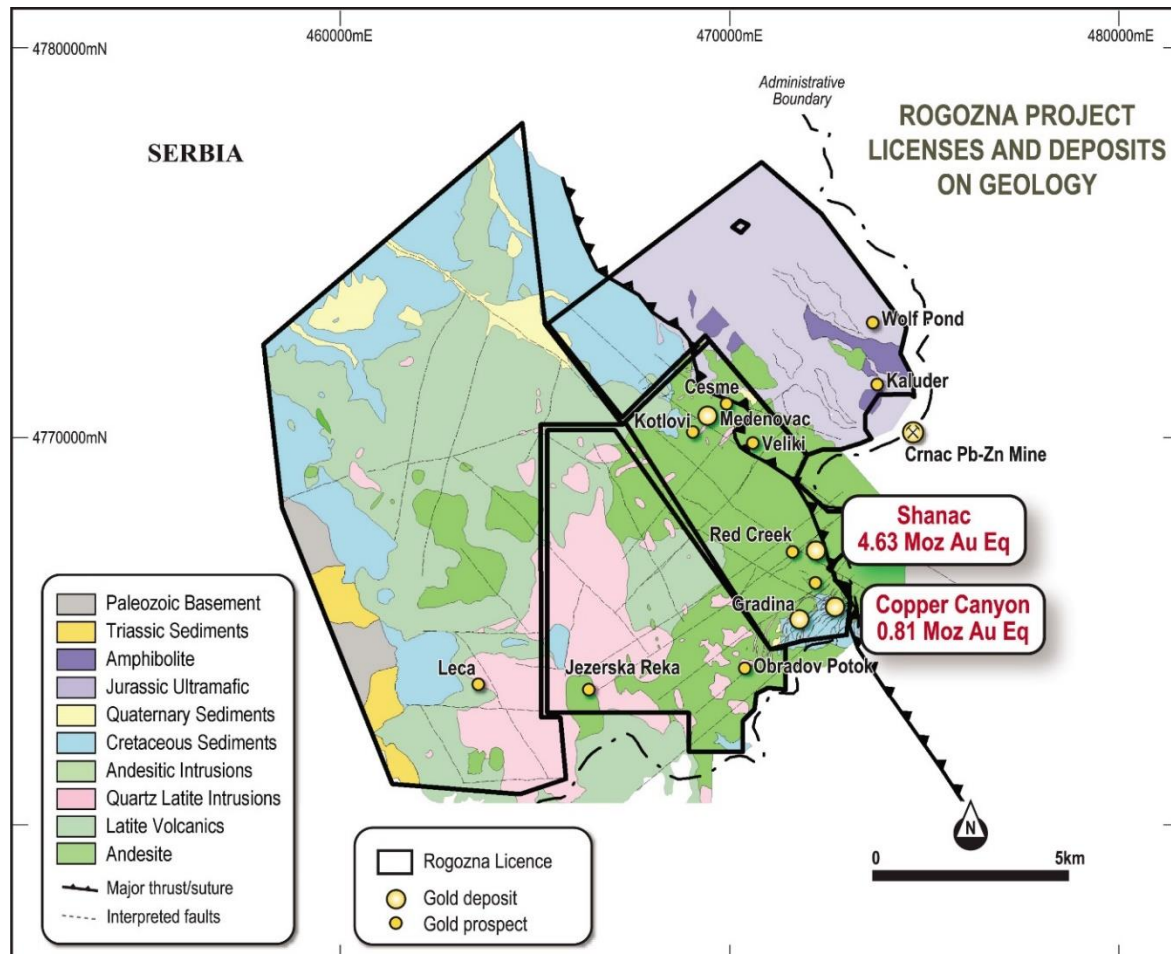 460000mE
470000mE
480000mE
4780000mN
Administrative
Boundary
ROGOZNA PROJECT
LICENSES AND DEPOSITS
ON GEOLOGY
SERBIA
Wolf Pond
Kaluder
Cesme
Kotlovi
Medenovac
Veliki
4770000mN
Crnac Pb-Zn Mine
Shanac
4.63 Moz Au Eq
Red Creek
Gradina
Copper Canyon
0.81 Moz Au Eq
Leca
Jezerska Reka
Obradov Potok
Paleozoic Basement
Triassic Sediments
Amphibolite
Jurassic Ultramafic
Quaternary Sediments
Cretaceous Sediments
Andesitic Intrusions
Quartz Latite Intrusions
Latite Volcanics
Andesite
Major thrust/suture
Interpreted faults
Rogozna Licence
Gold deposit
Gold prospect
N
0 5km